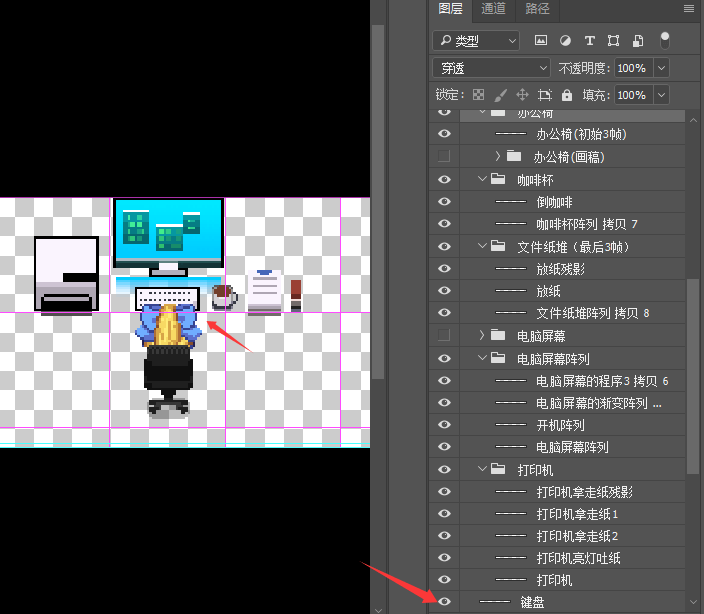 图层 通道 路径
类型
穿透 不透明度: 100%
锁定: 填充: 100%
办公椅
办公椅(初始3帧)
办公椅(画稿)
咖啡杯
倒咖啡
咖啡杯阵列 拷贝 7
文件纸堆（最后3帧）
放纸残影
放纸
文件纸堆阵列 拷贝 8
电脑屏幕
电脑屏幕阵列
电脑屏幕的程序3 拷贝 6
电脑屏幕的渐变阵列 ...
开机阵列
电脑屏幕阵列
打印机
打印机拿走纸残影
打印机拿走纸1
打印机拿走纸2
打印机亮灯吐纸
打印机
键盘